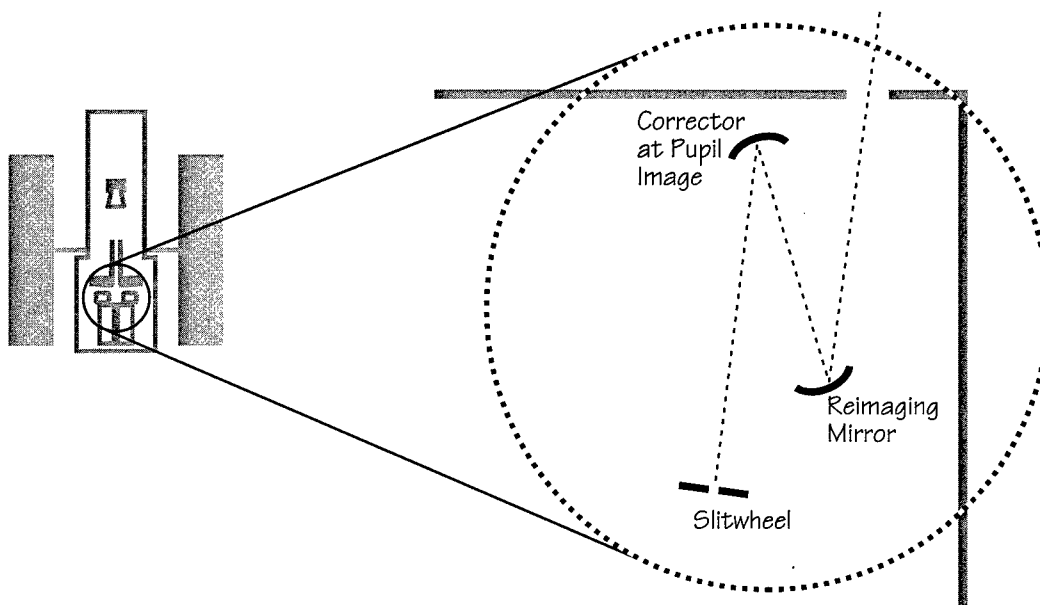 Corrector
at Pupil
Image
Reimaging
Mirror
Slitwheel